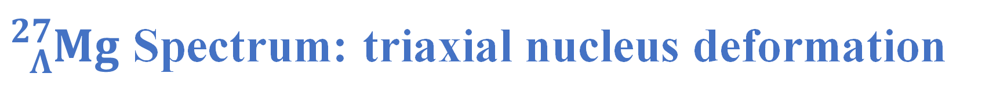 ²⁷ΛMg Spectrum: triaxial nucleus deformation